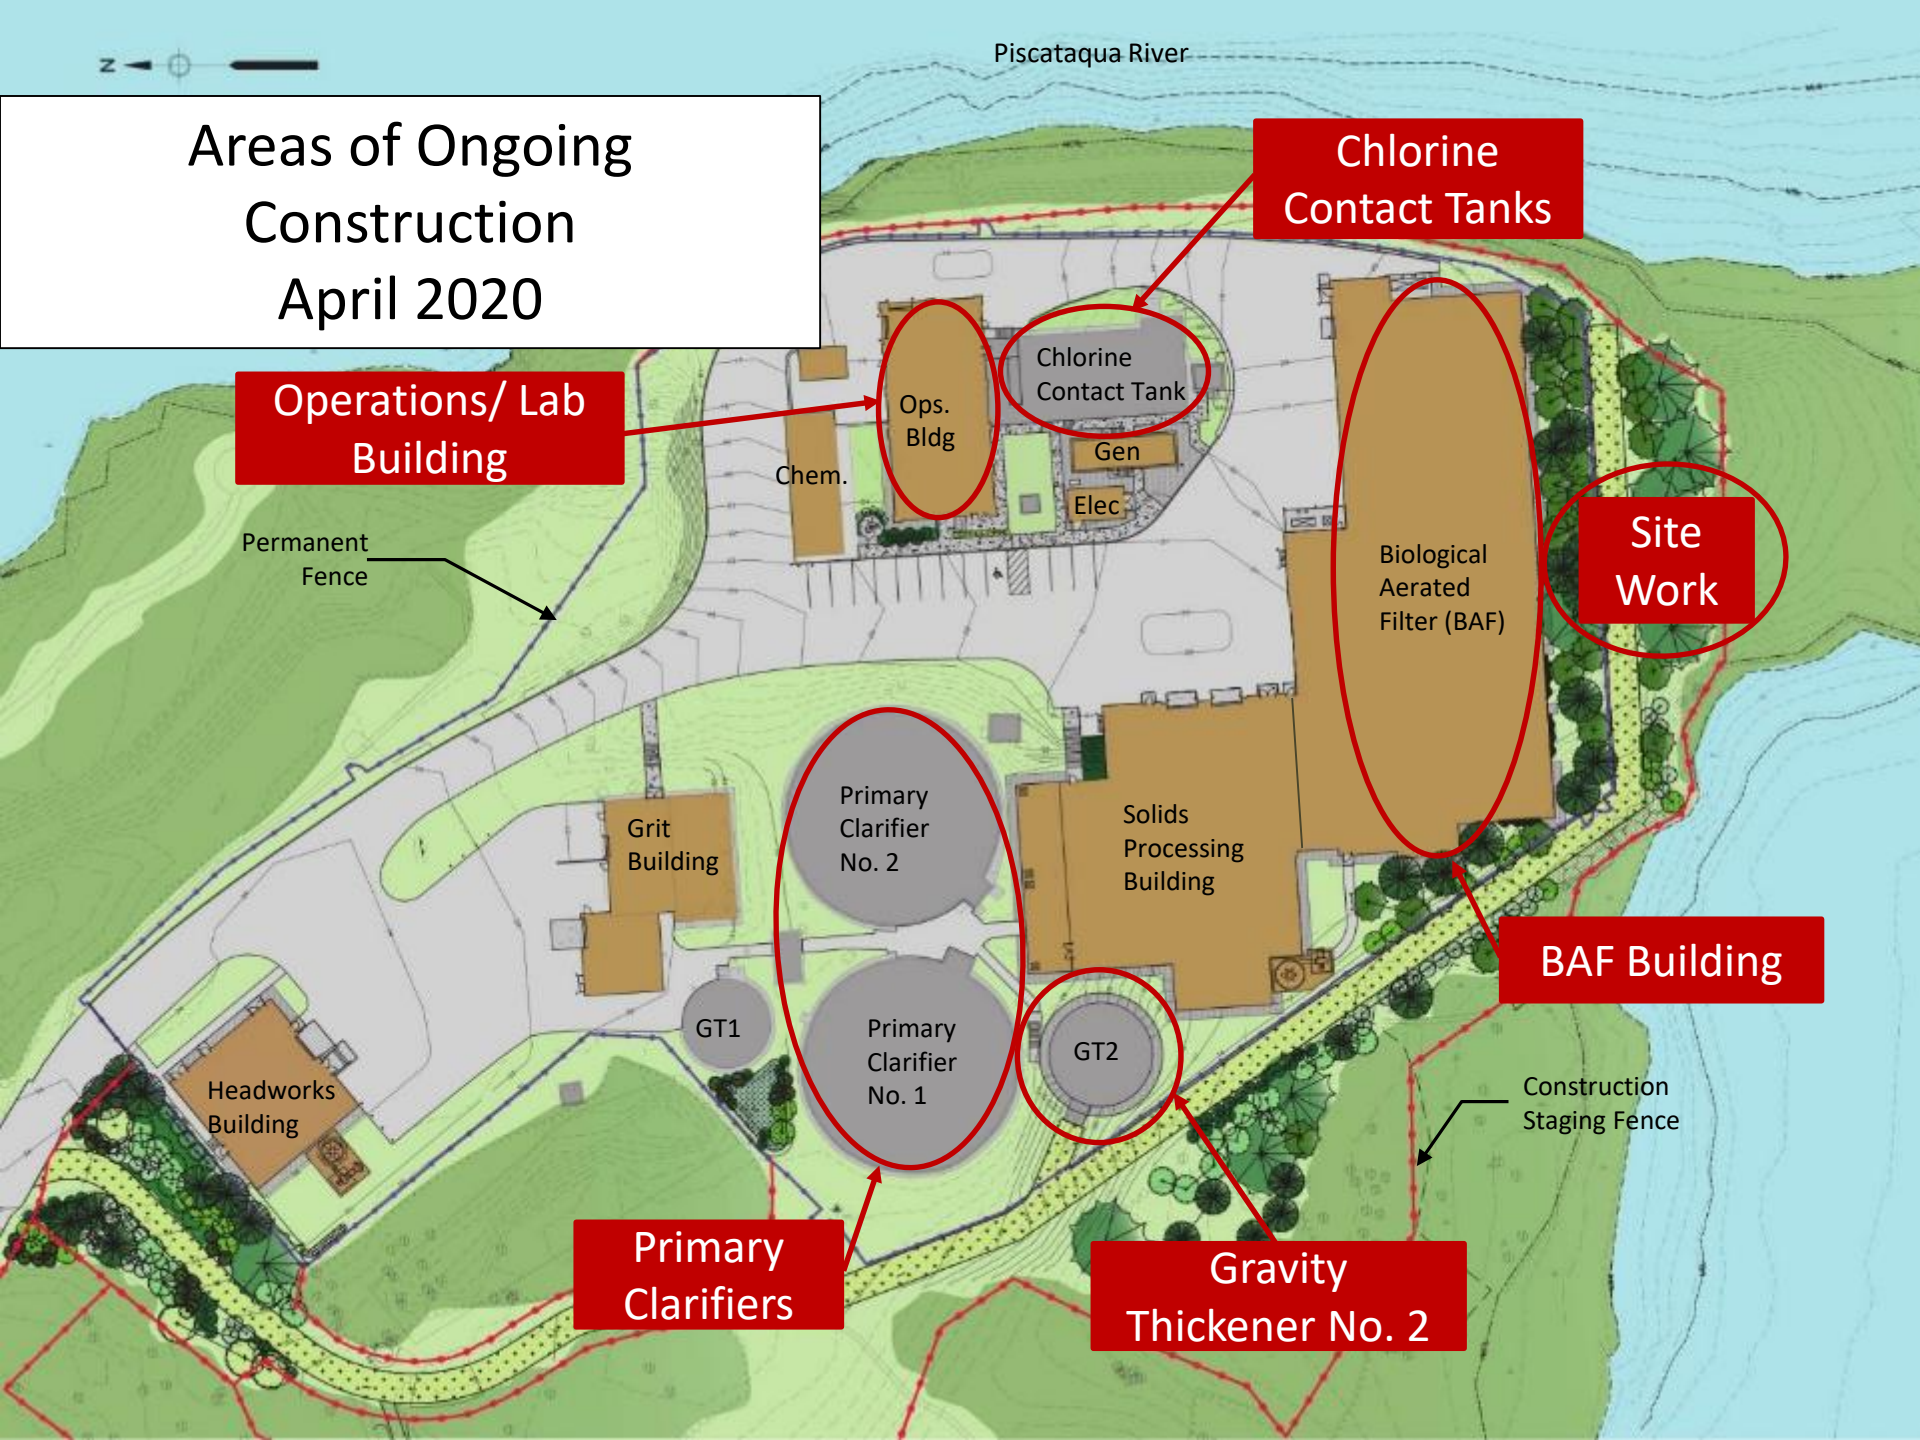 Piscataqua River
N
Areas of Ongoing
Construction
April 2020
Chlorine
Contact Tanks
Operations/ Lab
Building
Chlorine
Contact Tank
Ops.
Bldg
Gen
Chem.
Elec
Permanent
Fence
Site
Work
Biological
Aerated
Filter (BAF)
Primary
Clarifier
No. 2
Grit
Building
Solids
Processing
Building
BAF Building
GT1
Primary
Clarifier
No. 1
GT2
Headworks
Building
Construction
Staging Fence
Primary
Clarifiers
Gravity
Thickener No. 2